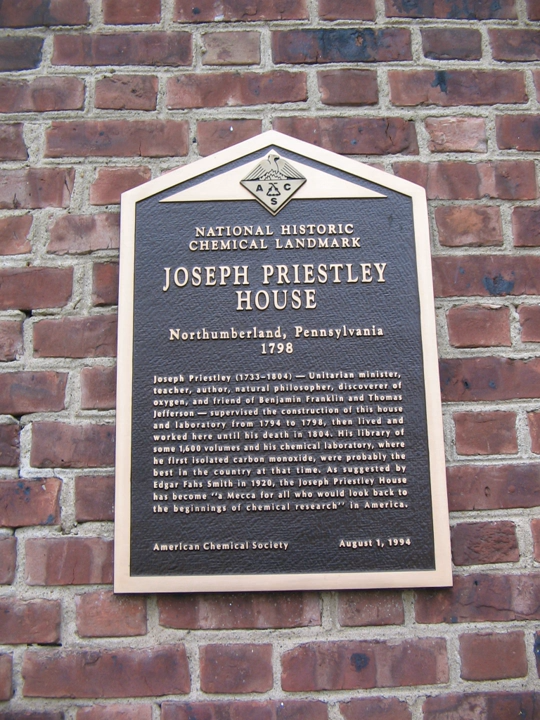 A C
S
NATIONAL HISTORIC
CHEMICAL LANDMARK
JOSEPH PRIESTLEY
HOUSE
Northumberland, Pennsylvania
1798
Joseph Priestley (1733–1804) — Unitarian minister,
teacher, author, natural philosopher, discoverer of
oxygen, and friend of Benjamin Franklin and Thomas
Jefferson — supervised the construction of this house
and laboratory from 1794 to 1798, then lived and
worked here until his death in 1804. His library of
some 1,600 volumes and his chemical laboratory, where
he first isolated carbon monoxide, were probably the
best in the country at that time. As suggested by
Edgar Fahs Smith in 1920, the Joseph Priestley House
has become "a Mecca for all who would look back to
the beginnings of chemical research" in America.
American Chemical Society August 1, 1994